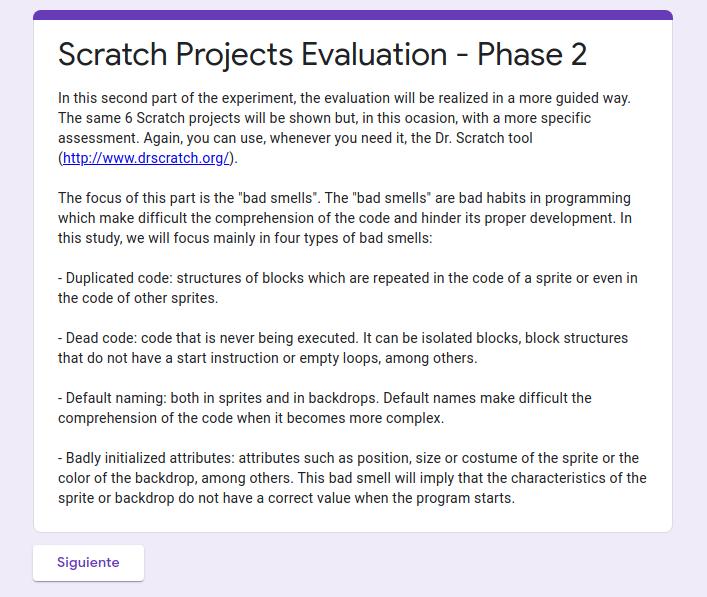 Scratch Projects Evaluation - Phase 2
In this second part of the experiment, the evaluation will be realized in a more guided way.
The same 6 Scratch projects will be shown but, in this ocasion, with a more specific
assessment. Again, you can use, whenever you need it, the Dr. Scratch tool
(http://www.drscratch.org/).
The focus of this part is the "bad smells". The "bad smells" are bad habits in programming
which make difficult the comprehension of the code and hinder its proper development. In
this study, we will focus mainly in four types of bad smells:
- Duplicated code: structures of blocks which are repeated in the code of a sprite or even in
the code of other sprites.
- Dead code: code that is never being executed. It can be isolated blocks, block structures
that do not have a start instruction or empty loops, among others.
- Default naming: both in sprites and in backdrops. Default names make difficult the
comprehension of the code when it becomes more complex.
- Badly initialized attributes: attributes such as position, size or costume of the sprite or the
color of the backdrop, among others. This bad smell will imply that the characteristics of the
sprite or backdrop do not have a correct value when the program starts.
Siguiente